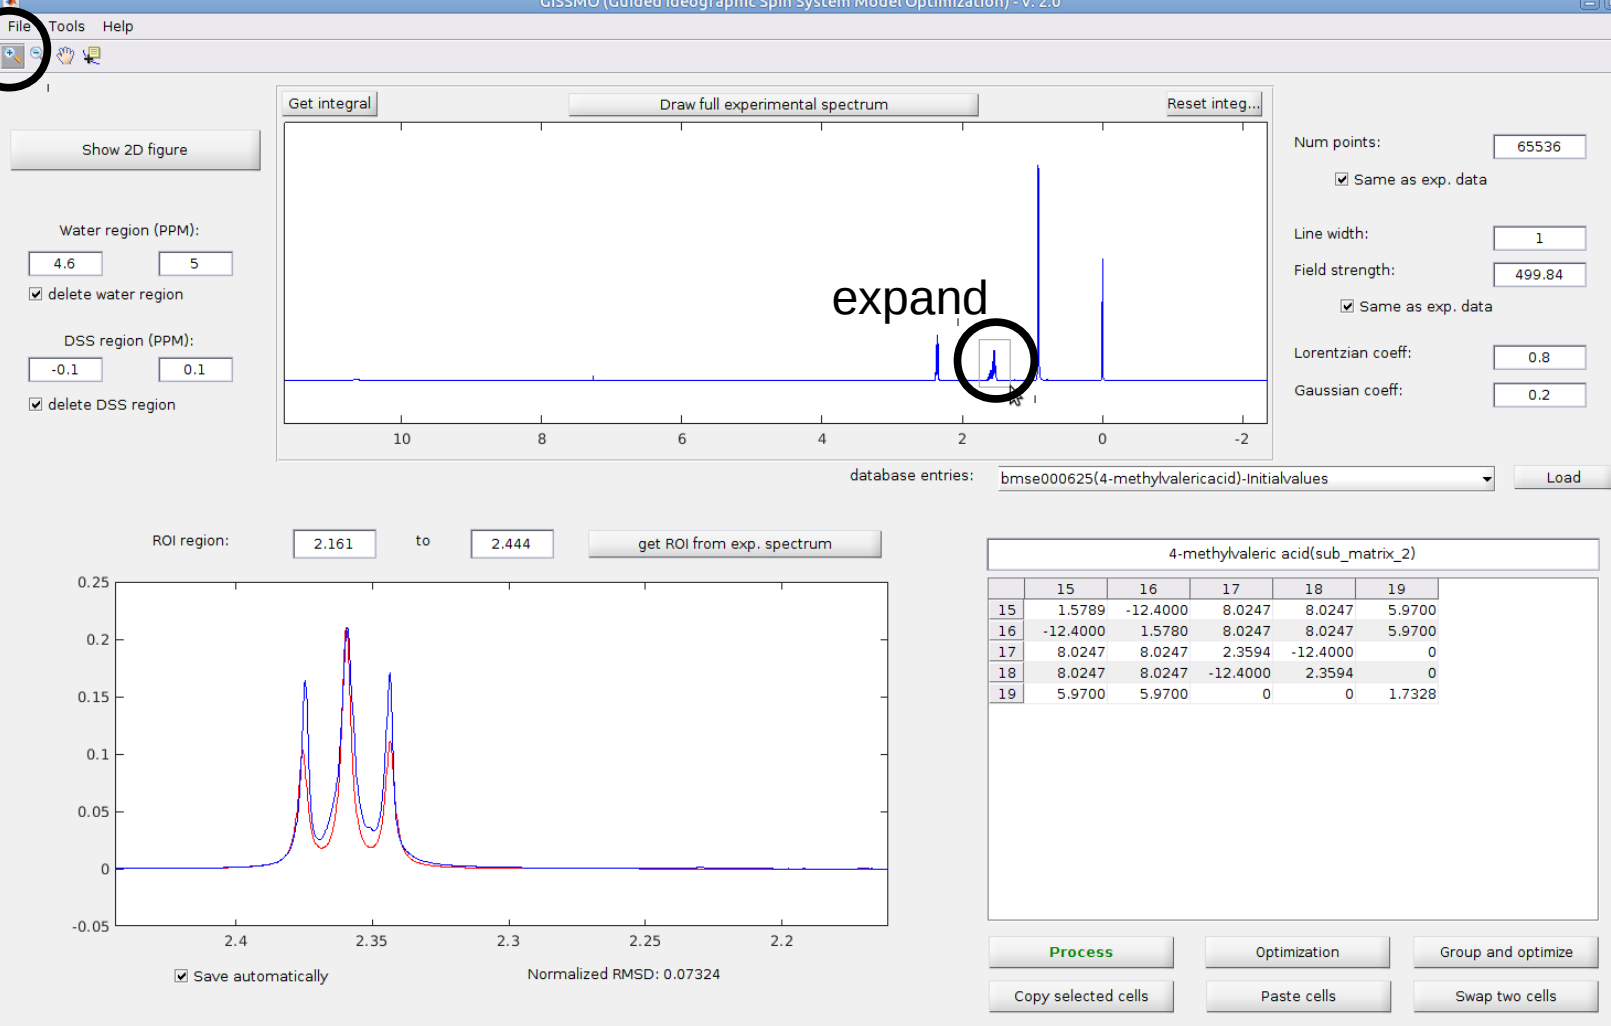 GISSMO (Guided Ideographic Spin System Model Optimization) - V. 2.0
File Tools Help
Get integral
Draw full experimental spectrum
Reset integ...
Show 2D figure
Num points:
65536
Same as exp. data
Water region (PPM):
4.6
5
delete water region
Line width:
1
Field strength:
499.84
Same as exp. data
expand
DSS region (PPM):
-0.1
0.1
delete DSS region
Lorentzian coeff:
0.8
Gaussian coeff:
0.2
10 8 6 4 2 0 -2
database entries:
bmse000625(4-methylvalericacid)-Initialvalues
Load
ROI region:
2.161
to
2.444
get ROI from exp. spectrum
4-methylvaleric acid(sub_matrix_2)
0.25
0.2
0.15
0.1
0.05
0
-0.05
2.4 2.35 2.3 2.25 2.2
15 16 17 18 19
15 1.5789 -12.4000 8.0247 8.0247 5.9700
16 -12.4000 1.5780 8.0247 8.0247 5.9700
17 8.0247 8.0247 2.3594 -12.4000 0
18 8.0247 8.0247 -12.4000 2.3594 0
19 5.9700 5.9700 0 0 1.7328
Save automatically
Normalized RMSD: 0.07324
Process
Optimization
Group and optimize
Copy selected cells
Paste cells
Swap two cells